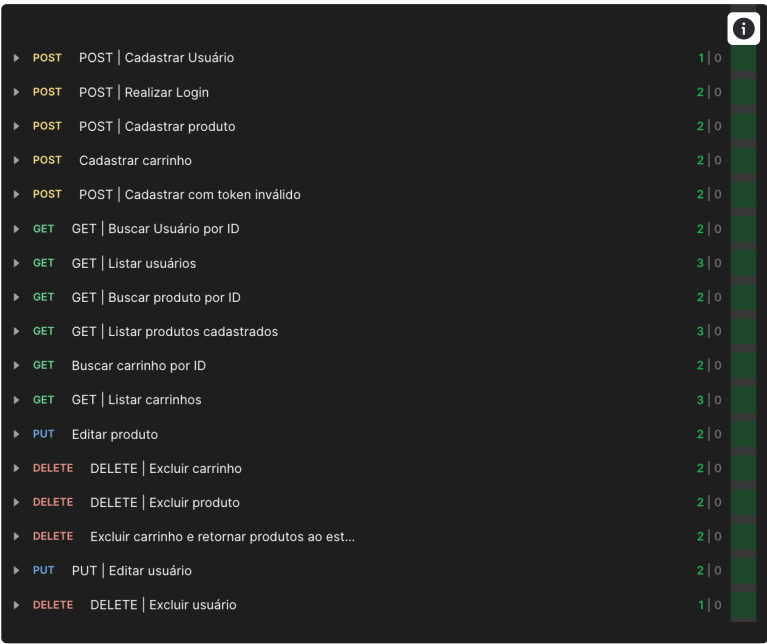 POST POST | Cadastrar Usuário 1 | 0
POST POST | Realizar Login 2 | 0
POST POST | Cadastrar produto 2 | 0
POST Cadastrar carrinho 2 | 0
POST POST | Cadastrar com token inválido 2 | 0
GET GET | Buscar Usuário por ID 2 | 0
GET GET | Listar usuários 3 | 0
GET GET | Buscar produto por ID 2 | 0
GET GET | Listar produtos cadastrados 3 | 0
GET Buscar carrinho por ID 2 | 0
GET GET | Listar carrinhos 3 | 0
PUT Editar produto 2 | 0
DELETE DELETE | Excluir carrinho 2 | 0
DELETE DELETE | Excluir produto 2 | 0
DELETE Excluir carrinho e retornar produtos ao est... 2 | 0
PUT PUT | Editar usuário 2 | 0
DELETE DELETE | Excluir usuário 1 | 0